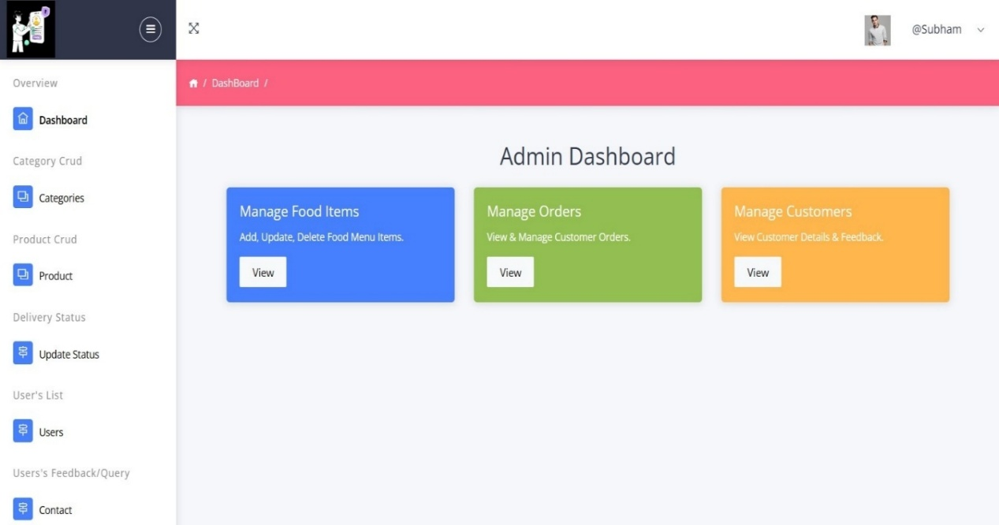 @Subham
Overview
/ DashBoard /
Dashboard
Category Crud
Categories
Product Crud
Product
Delivery Status
Update Status
User's List
Users
Users's Feedback/Query
Contact
Admin Dashboard
Manage Food Items
Add, Update, Delete Food Menu Items.
View
Manage Orders
View & Manage Customer Orders.
View
Manage Customers
View Customer Details & Feedback.
View